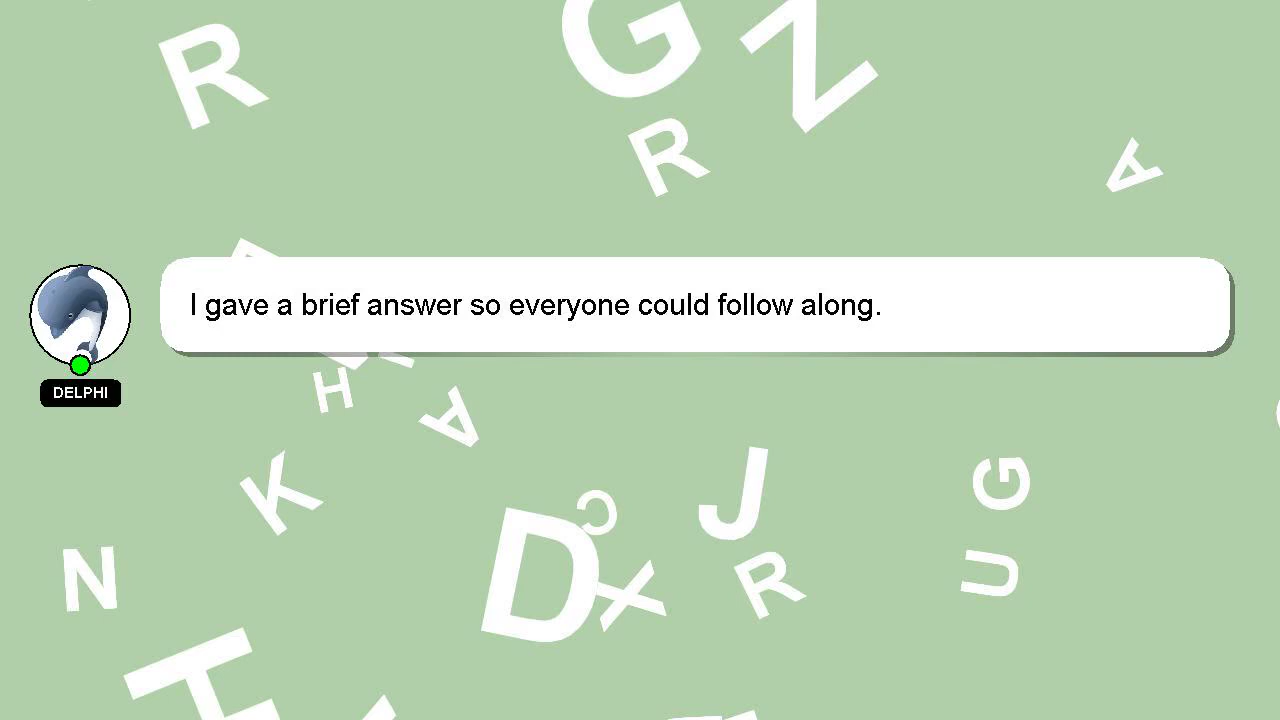 I gave a brief answer so everyone could follow along.
DELPHI
R
G
Z
R
A
H
A
K
D
C
J
G
N
X
R
U